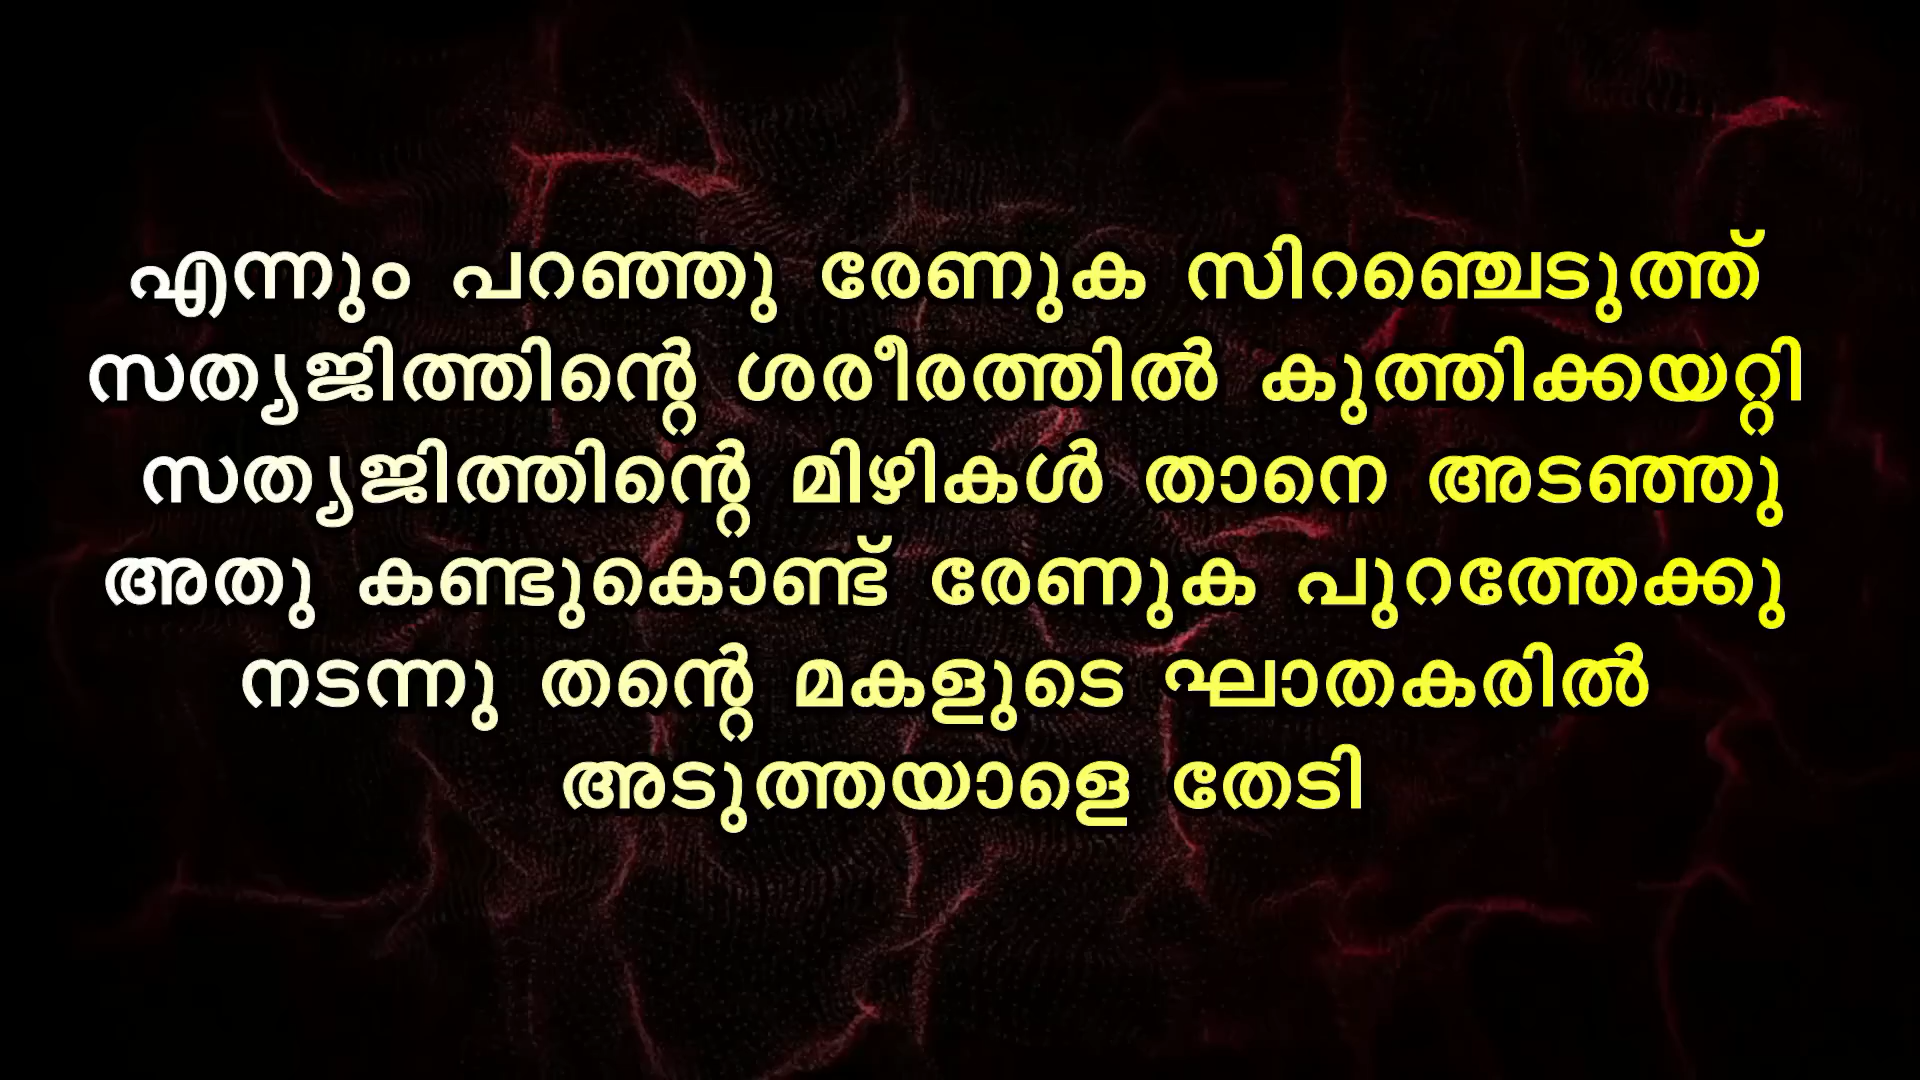 എന്നും പറഞ്ഞു രേണുക സിറഞ്ചെടുത്ത്
സത്യജിത്തിന്റെ ശരീരത്തിൽ കുത്തിക്കയറ്റി
സത്യജിത്തിന്റെ മിഴികൾ താനെ അടഞ്ഞു
അതു കണ്ടുകൊണ്ട് രേണുക പുറത്തേക്കു
നടന്നു തന്റെ മകളുടെ ഘാതകരിൽ
അടുത്തയാളെ തേടി